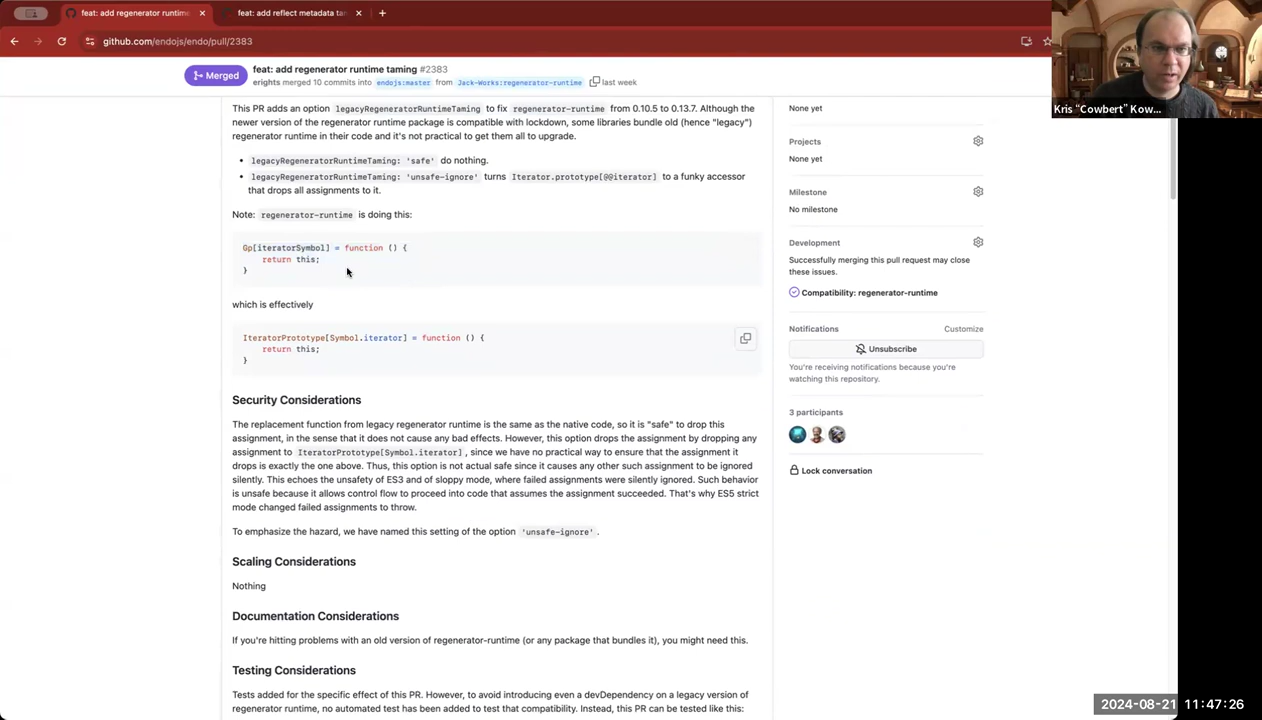 feat: add regenerator runtime
feat: add reflect metadata tam
github.com/endojs/endo/pull/2383
Merged
feat: add regenerator runtime taming #2383
erights merged 10 commits into endojs:master from Jack-Works:regenerator-runtime last week
This PR adds an option legacyRegeneratorRuntimeTaming to fix regenerator-runtime from 0.10.5 to 0.13.7. Although the
newer version of the regenerator runtime package is compatible with lockdown, some libraries bundle old (hence "legacy")
regenerator runtime in their code and it's not practical to get them all to upgrade.
• legacyRegeneratorRuntimeTaming: 'safe' do nothing.
• legacyRegeneratorRuntimeTaming: 'unsafe-ignore' turns Iterator.prototype[@@iterator] to a funky accessor
that drops all assignments to it.
Note: regenerator-runtime is doing this:
Gp[iteratorSymbol] = function () {
return this;
}
which is effectively
IteratorPrototype[Symbol.iterator] = function () {
return this;
}
Security Considerations
The replacement function from legacy regenerator runtime is the same as the native code, so it is "safe" to drop this
assignment, in the sense that it does not cause any bad effects. However, this option drops the assignment by dropping any
assignment to IteratorPrototype[Symbol.iterator], since we have no practical way to ensure that the assignment it
drops is exactly the one above. Thus, this option is not actual safe since it causes any other such assignment to be ignored
silently. This echoes the unsafety of ES3 and of sloppy mode, where failed assignments were silently ignored. Such behavior
is unsafe because it allows control flow to proceed into code that assumes the assignment succeeded. That's why ES5 strict
mode changed failed assignments to throw.
To emphasize the hazard, we have named this setting of the option 'unsafe-ignore'.
Scaling Considerations
Nothing
Documentation Considerations
If you're hitting problems with an old version of regenerator-runtime (or any package that bundles it), you might need this.
Testing Considerations
Tests added for the specific effect of this PR. However, to avoid introducing even a devDependency on a legacy version of
regenerator runtime, no automated test has been added to test that compatibility. Instead, this PR can be tested like this:
None yet
Projects
None yet
Milestone
No milestone
Development
Successfully merging this pull request may close
these issues.
Compatibility: regenerator-runtime
Notifications
Customize
Unsubscribe
You're receiving notifications because you're
watching this repository.
3 participants
Lock conversation
Kris "Cowbert" Kow...
2024-08-21 11:47:26